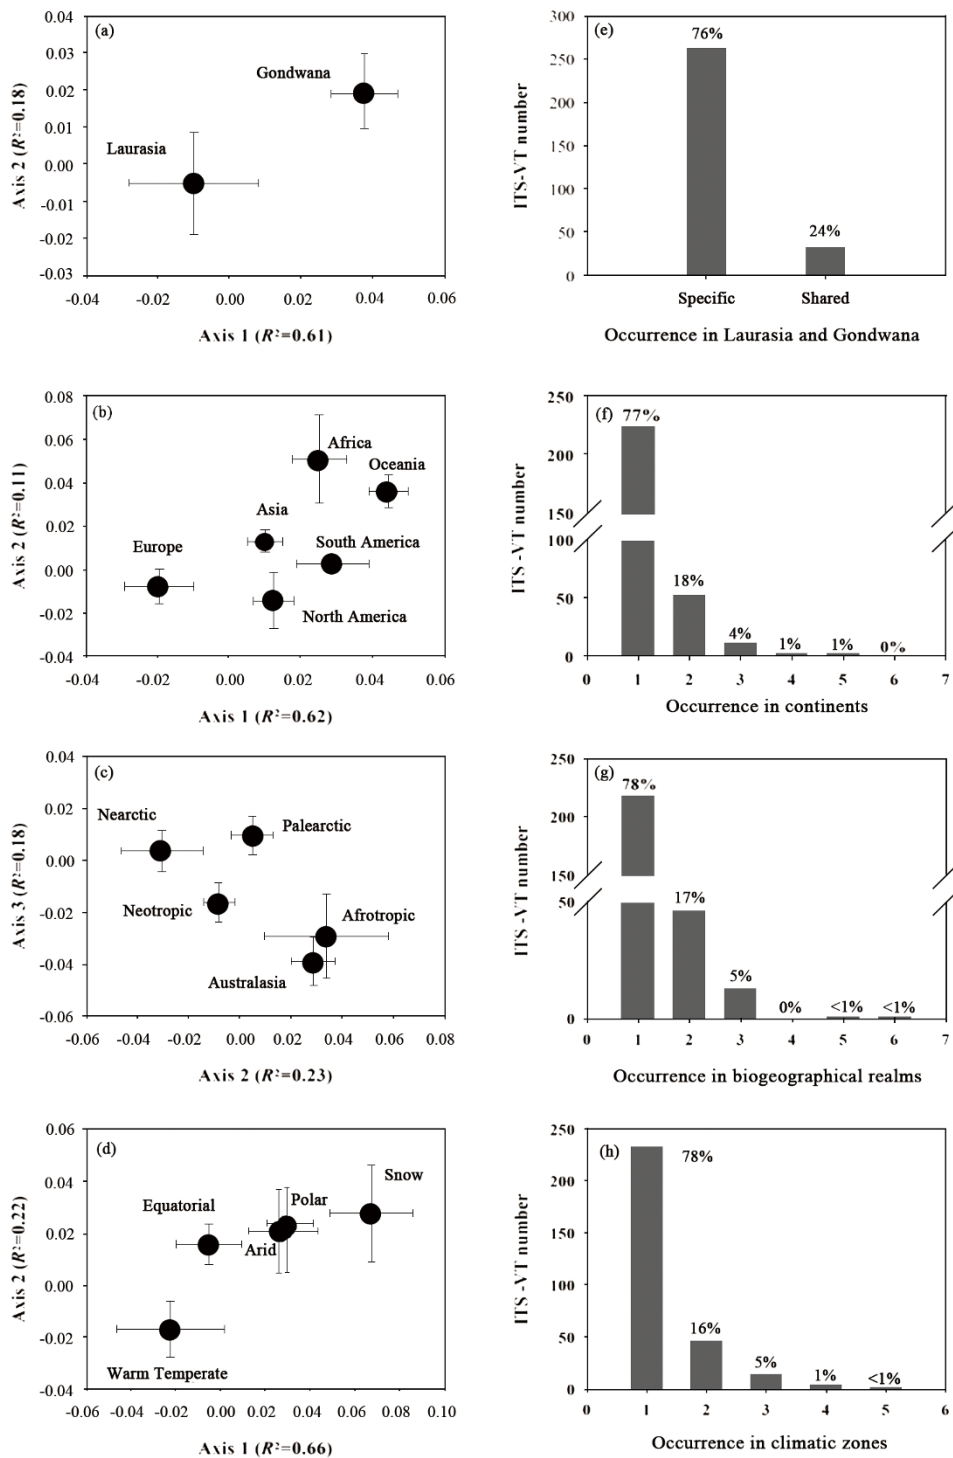 (a)
0.04
0.03
0.02
0.01
0.00
-0.01
-0.02
-0.03
Axis 2 (R²=0.18)
Gondwana
Laurasia
-0.04 -0.02 0.00 0.02 0.04 0.06
Axis 1 (R²=0.61)
(e)
300
250
200
150
100
50
0
ITS-VT number
76%
24%
Specific Shared
Occurrence in Laurasia and Gondwana
(b)
0.08
0.06
0.04
0.02
0.00
-0.02
-0.04
Axis 2 (R²=0.11)
Africa
Oceania
Asia
South America
Europe
North America
-0.04 -0.02 0.00 0.02 0.04 0.06
Axis 1 (R²=0.62)
(f)
250
200
150
100
50
0
ITS -VT number
77%
18%
4%
1%
1%
0%
0 1 2 3 4 5 6 7
Occurrence in continents
(c)
0.04
0.02
0.00
-0.02
-0.04
-0.06
Axis 3 (R²=0.18)
Nearctic
Palearctic
Neotropic
Afrotropic
Australasia
-0.06 -0.04 -0.02 0.00 0.02 0.04 0.06 0.08
Axis 2 (R²=0.23)
(g)
250
200
150
50
0
ITS -VT number
78%
17%
5%
0%
<1%
<1%
0 1 2 3 4 5 6 7
Occurrence in biogeographical realms
(d)
0.06
0.04
0.02
0.00
-0.02
-0.04
Axis 2 (R²=0.22)
Snow
Polar
Equatorial
Arid
Warm Temperate
-0.06 -0.04 -0.02 0.00 0.02 0.04 0.06 0.08 0.10
Axis 1 (R²=0.66)
(h)
250
200
150
100
50
0
ITS -VT number
78%
16%
5%
1%
<1%
0 1 2 3 4 5 6
Occurrence in climatic zones